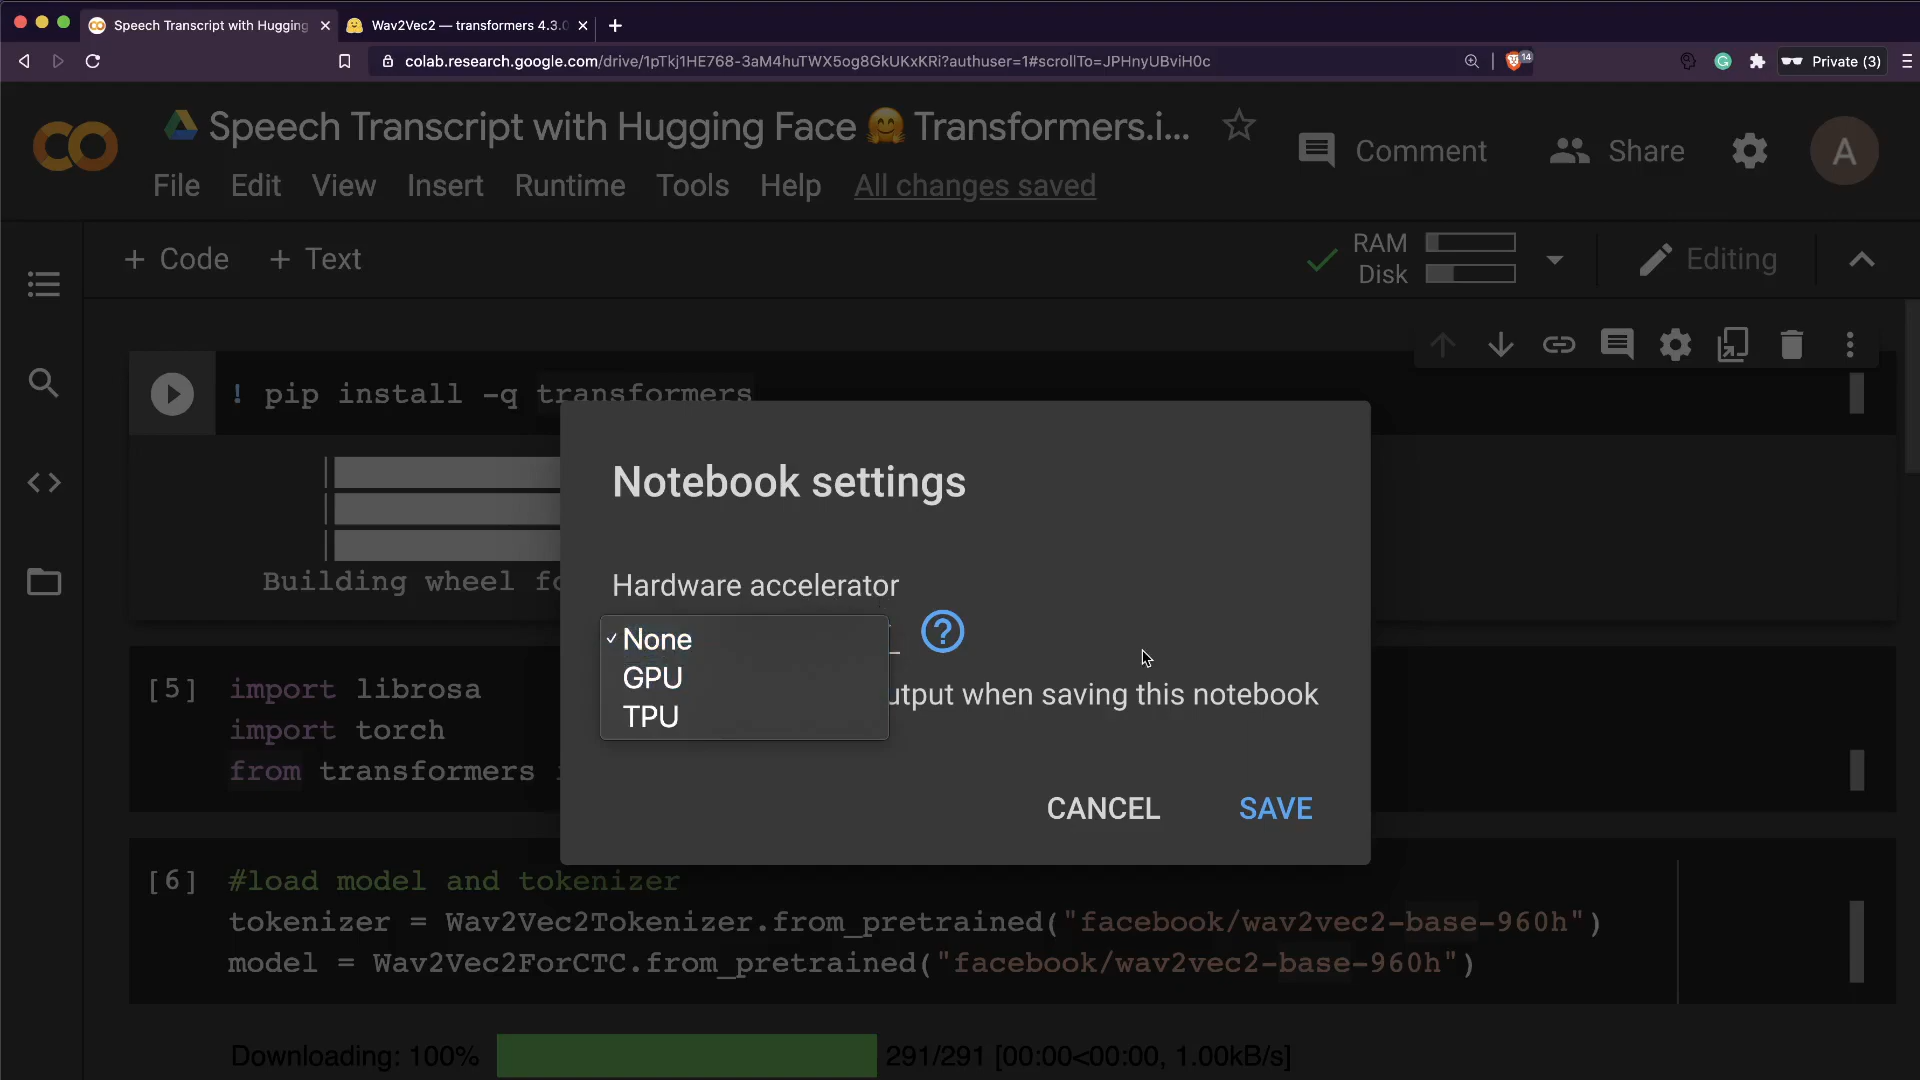 Speech Transcript with Hugging
Wav2Vec2 — transformers 4.3.0
colab.research.google.com/drive/1pTkj1HE768-3aM4huTWX5og8GkUKxKRi?authuser=1#scrollTo=JPHnyUBviH0c
14
Private (3)
Speech Transcript with Hugging Face 🤗 Transformers.i...
Comment
Share
A
File Edit View Insert Runtime Tools Help All changes saved
+ Code + Text
RAM
Disk
Editing
! pip install -q transformers
Building wheel fo
Notebook settings
Hardware accelerator
✓ None
GPU
TPU
?
utput when saving this notebook
CANCEL SAVE
[5] import librosa
import torch
from transformers
[6] #load model and tokenizer
tokenizer = Wav2Vec2Tokenizer.from_pretrained("facebook/wav2vec2-base-960h")
model = Wav2Vec2ForCTC.from_pretrained("facebook/wav2vec2-base-960h")
Downloading: 100% 291/291 [00:00<00:00, 1.00kB/s]